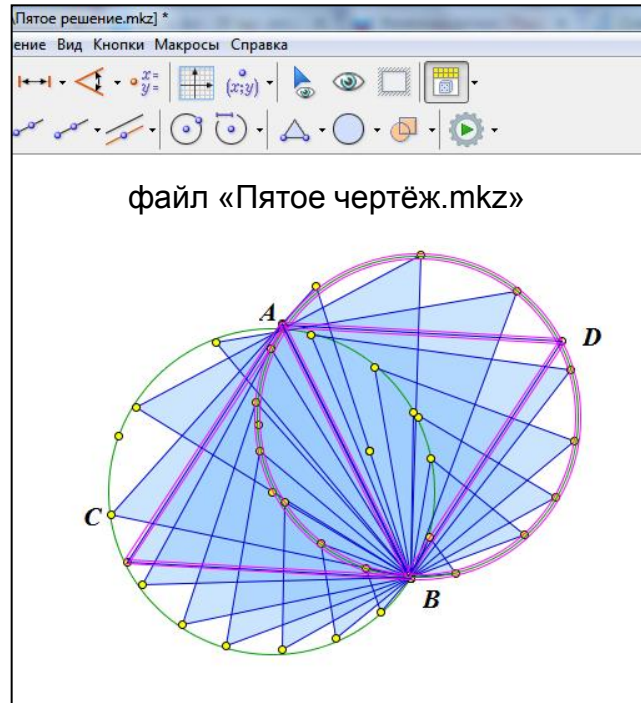 \Пятое решение.mkz] *
ение Вид Кнопки Макросы Справка
x=
y=
(x;y)
файл «Пятое чертёж.mkz»
A
D
C
B